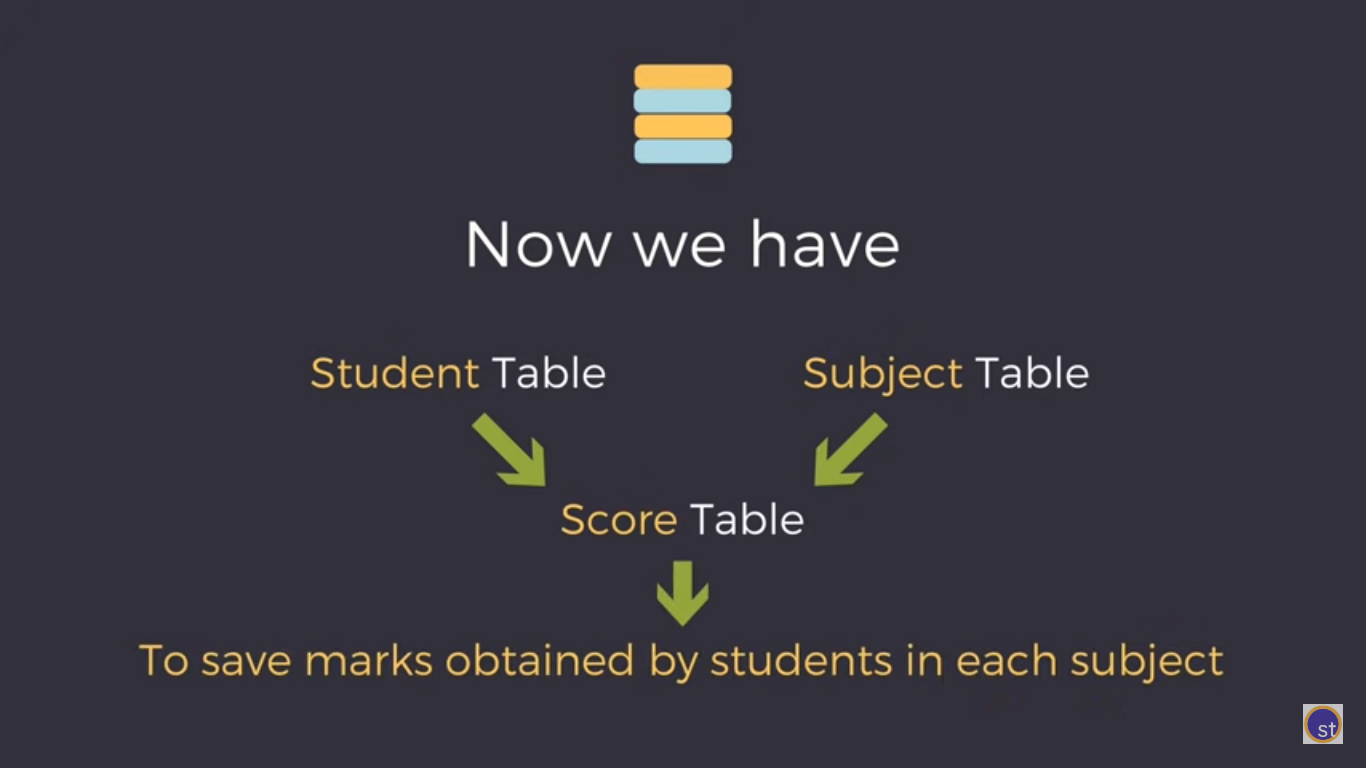 Now we have
Student Table
Subject Table
Score Table
To save marks obtained by students in each subject
st